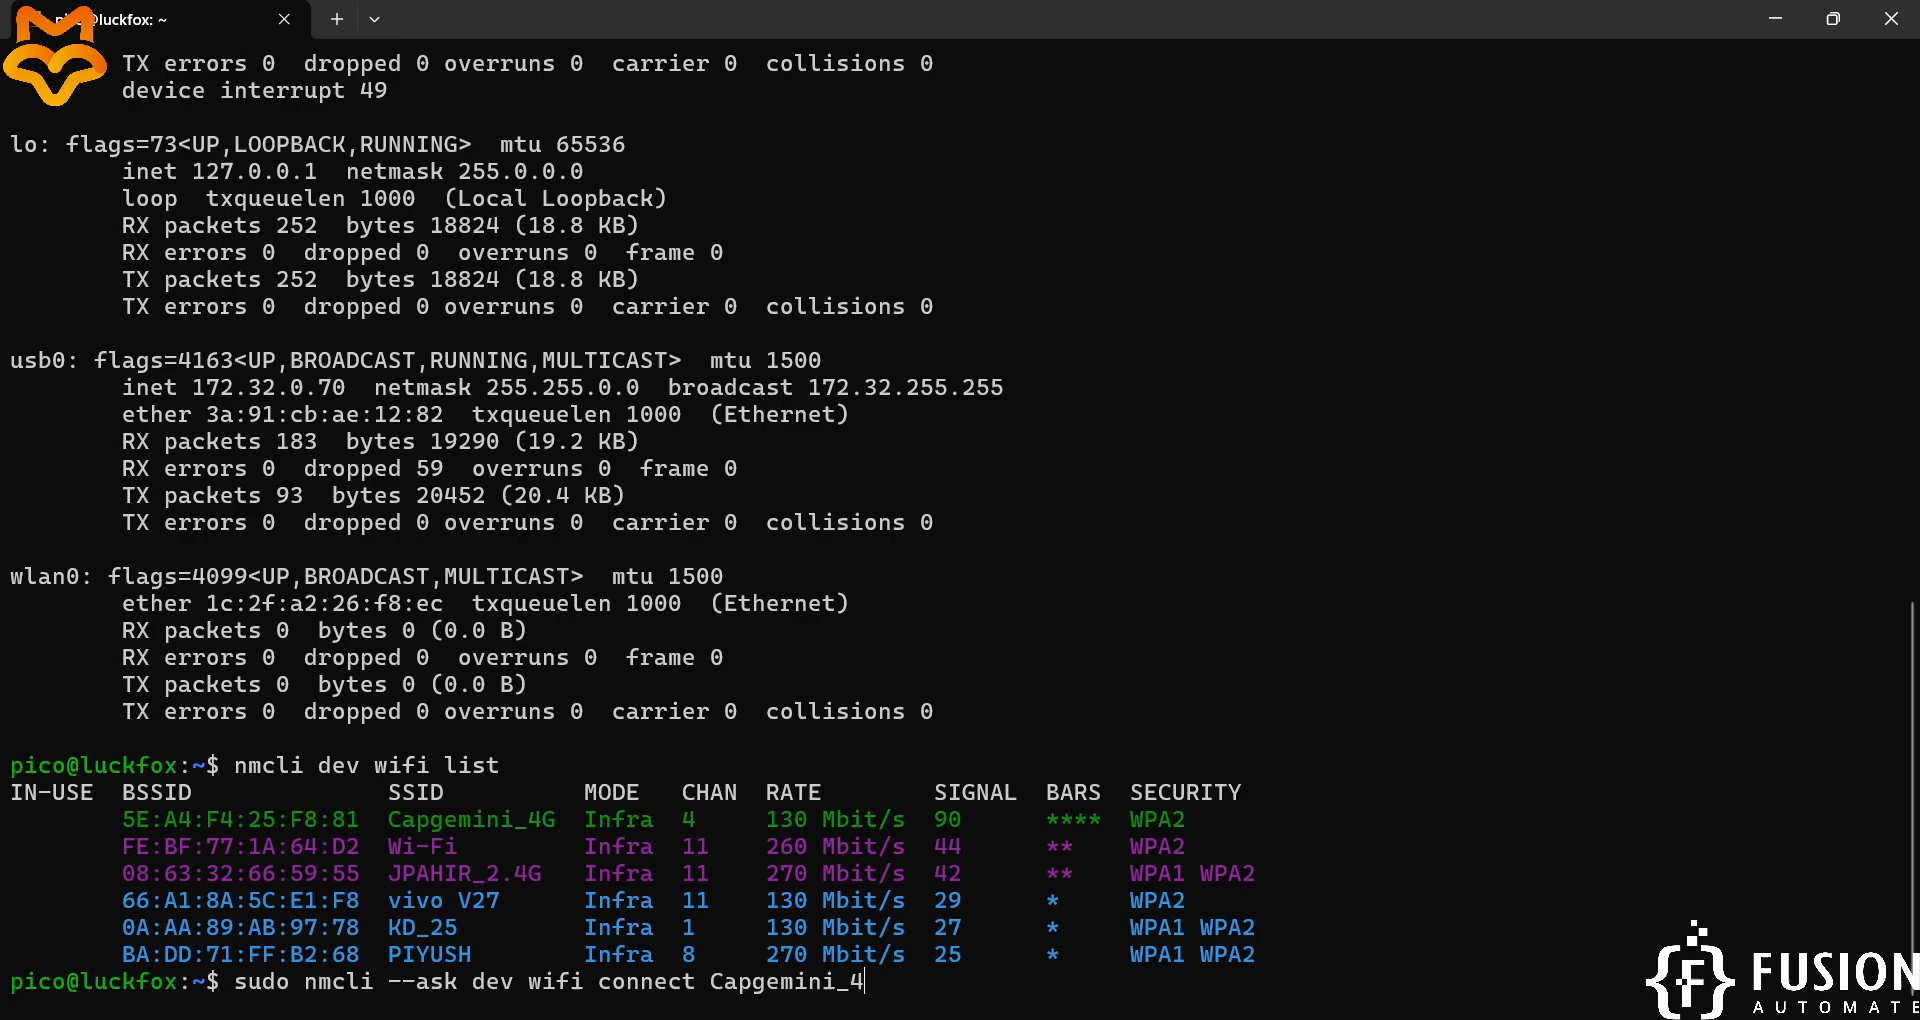 luckfox: ~
TX errors 0  dropped 0 overruns 0  carrier 0  collisions 0
device interrupt 49
lo: flags=73<UP,LOOPBACK,RUNNING>  mtu 65536
inet 127.0.0.1  netmask 255.0.0.0
loop  txqueuelen 1000  (Local Loopback)
RX packets 252  bytes 18824 (18.8 KB)
RX errors 0  dropped 0  overruns 0  frame 0
TX packets 252  bytes 18824 (18.8 KB)
TX errors 0  dropped 0 overruns 0  carrier 0  collisions 0
usb0: flags=4163<UP,BROADCAST,RUNNING,MULTICAST>  mtu 1500
inet 172.32.0.70  netmask 255.255.0.0  broadcast 172.32.255.255
ether 3a:91:cb:ae:12:82  txqueuelen 1000  (Ethernet)
RX packets 183  bytes 19290 (19.2 KB)
RX errors 0  dropped 59  overruns 0  frame 0
TX packets 93  bytes 20452 (20.4 KB)
TX errors 0  dropped 0 overruns 0  carrier 0  collisions 0
wlan0: flags=4099<UP,BROADCAST,MULTICAST>  mtu 1500
ether 1c:2f:a2:26:f8:ec  txqueuelen 1000  (Ethernet)
RX packets 0  bytes 0 (0.0 B)
RX errors 0  dropped 0  overruns 0  frame 0
TX packets 0  bytes 0 (0.0 B)
TX errors 0  dropped 0 overruns 0  carrier 0  collisions 0
pico@luckfox:~$ nmcli dev wifi list
IN-USE  BSSID              SSID          MODE   CHAN  RATE        SIGNAL  BARS  SECURITY
5E:A4:F4:25:F8:81  Capgemini_4G  Infra  4     130 Mbit/s  90      ****  WPA2
FE:BF:77:1A:64:D2  Wi-Fi         Infra  11    260 Mbit/s  44      **    WPA2
08:63:32:66:59:55  JPAHIR_2.4G   Infra  11    270 Mbit/s  42      **    WPA1 WPA2
66:A1:8A:5C:E1:F8  vivo V27      Infra  11    130 Mbit/s  29      *     WPA2
0A:AA:89:AB:97:78  KD_25         Infra  1     130 Mbit/s  27      *     WPA1 WPA2
BA:DD:71:FF:B2:68  PIYUSH        Infra  8     270 Mbit/s  25      *     WPA1 WPA2
pico@luckfox:~$ sudo nmcli --ask dev wifi connect Capgemini_4
FUSION
AUTOMATE